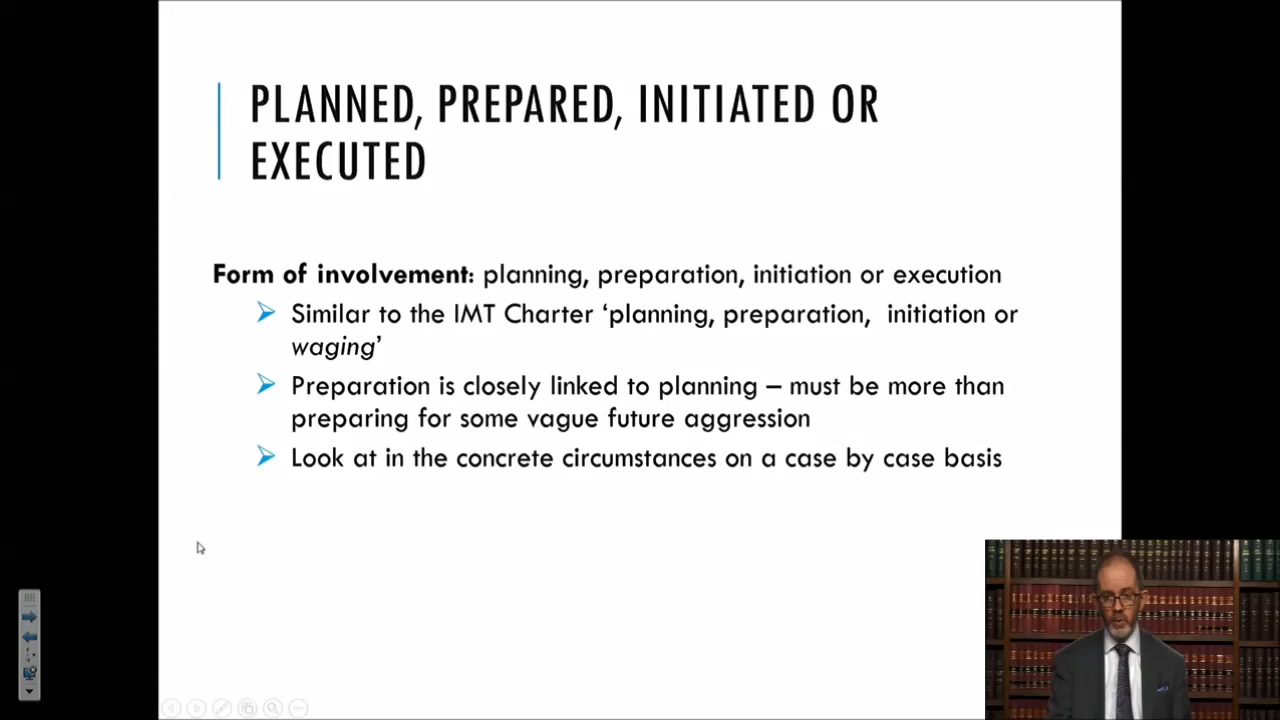 PLANNED, PREPARED, INITIATED OR
EXECUTED
Form of involvement: planning, preparation, initiation or execution
Similar to the IMT Charter ‘planning, preparation, initiation or
waging’
Preparation is closely linked to planning – must be more than
preparing for some vague future aggression
Look at in the concrete circumstances on a case by case basis